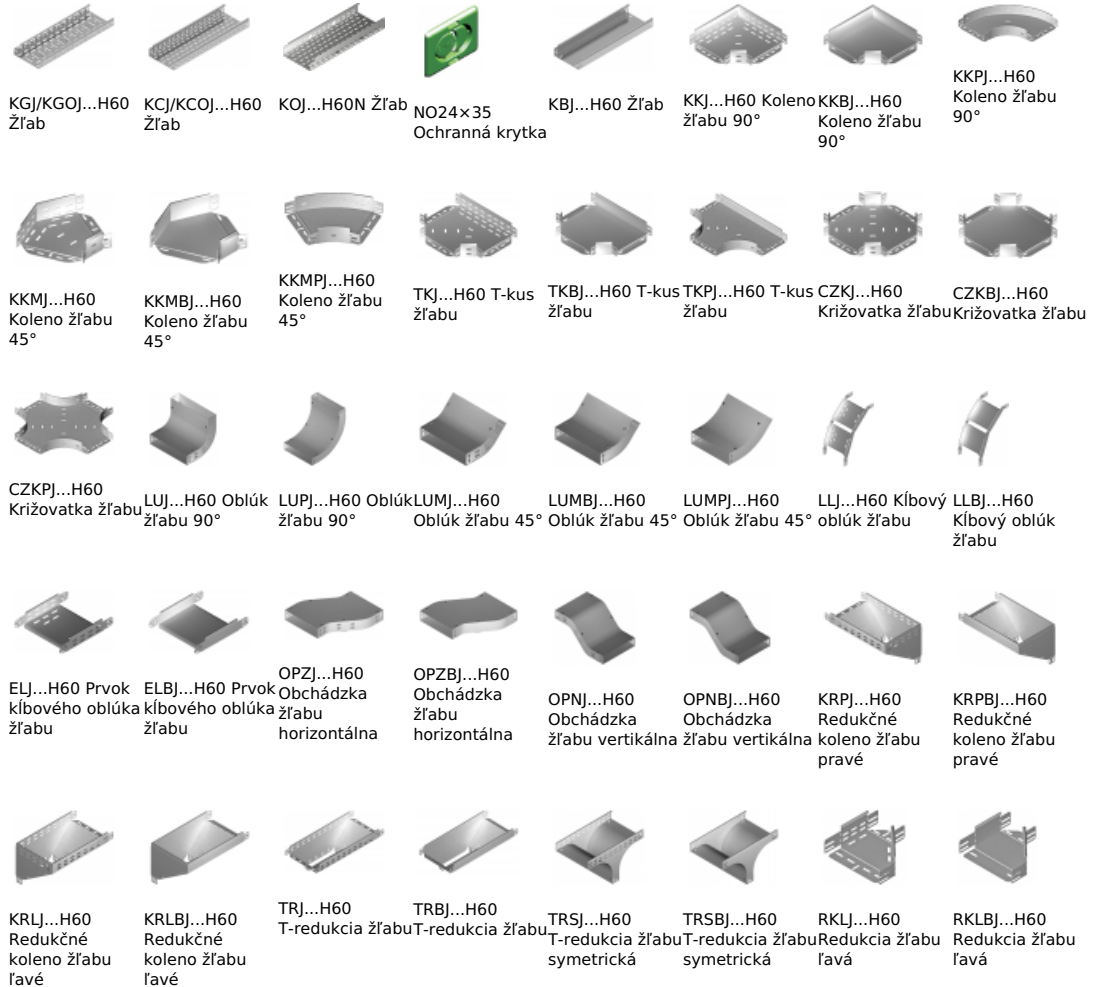 KGJ/KGOJ...H60
Žľab
KCJ/KCOJ...H60
Žľab
KOJ...H60N Žľab
NO24×35
Ochranná krytka
KBJ...H60 Žľab
KKJ...H60 Koleno
žľabu 90°
KKBJ...H60
Koleno žľabu
90°
KKPJ...H60
Koleno žľabu
90°
KKMJ...H60
Koleno žľabu
45°
KKMBJ...H60
Koleno žľabu
45°
KKMPJ...H60
Koleno žľabu
45°
TKJ...H60 T-kus
žľabu
TKBJ...H60 T-kus
žľabu
TKPJ...H60 T-kus
žľabu
CZKJ...H60
Križovatka žľabu
CZKBJ...H60
Križovatka žľabu
CZKPJ...H60
Križovatka žľabu
LUJ...H60 Oblúk
žľabu 90°
LUPJ...H60 Oblúk
žľabu 90°
LUMJ...H60
Oblúk žľabu 45°
LUMBJ...H60
Oblúk žľabu 45°
LUMPJ...H60
Oblúk žľabu 45°
LLJ...H60 Kĺbový
oblúk žľabu
LLBJ...H60
Kĺbový oblúk
žľabu
ELJ...H60 Prvok
kĺbového oblúka
žľabu
ELBJ...H60 Prvok
kĺbového oblúka
žľabu
OPZJ...H60
Obchádzka
žľabu
horizontálna
OPZBJ...H60
Obchádzka
žľabu
horizontálna
OPNJ...H60
Obchádzka
žľabu vertikálna
OPNBJ...H60
Obchádzka
žľabu vertikálna
KRPJ...H60
Redukčné
koleno žľabu
pravé
KRPBJ...H60
Redukčné
koleno žľabu
pravé
KRLJ...H60
Redukčné
koleno žľabu
ľavé
KRLBJ...H60
Redukčné
koleno žľabu
ľavé
TRJ...H60
T-redukcia žľabu
TRBJ...H60
T-redukcia žľabu
TRSJ...H60
T-redukcia žľabu
symetrická
TRSBJ...H60
T-redukcia žľabu
symetrická
RKLJ...H60
Redukcia žľabu
ľavá
RKLBJ...H60
Redukcia žľabu
ľavá